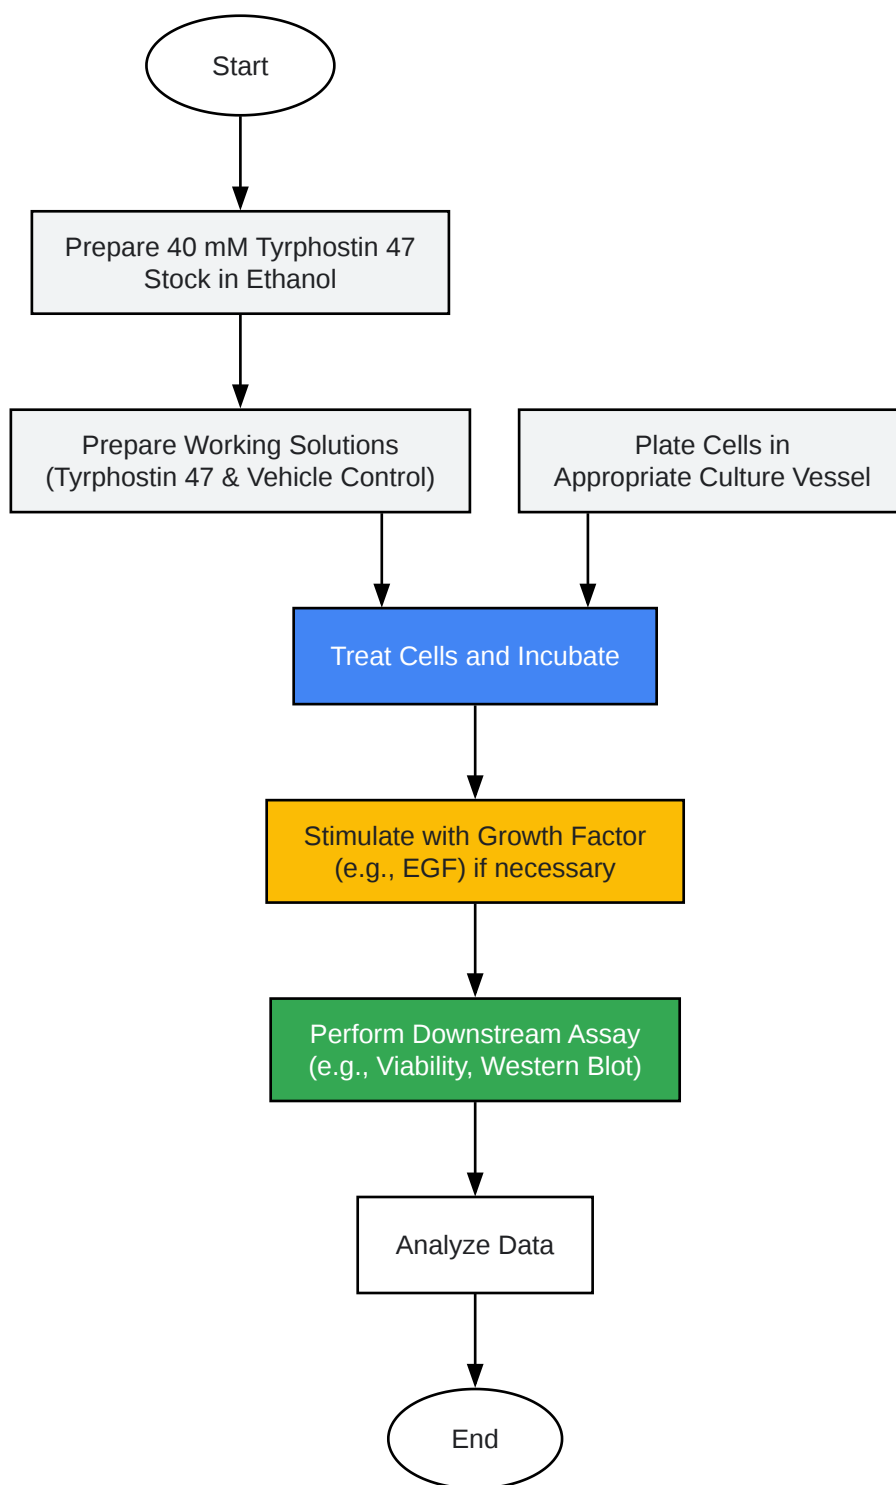 Start
Prepare 40 mM Tyrphostin 47
Stock in Ethanol
Prepare Working Solutions
(Tyrphostin 47 & Vehicle Control)
Plate Cells in
Appropriate Culture Vessel
Treat Cells and Incubate
Stimulate with Growth Factor
(e.g., EGF) if necessary
Perform Downstream Assay
(e.g., Viability, Western Blot)
Analyze Data
End